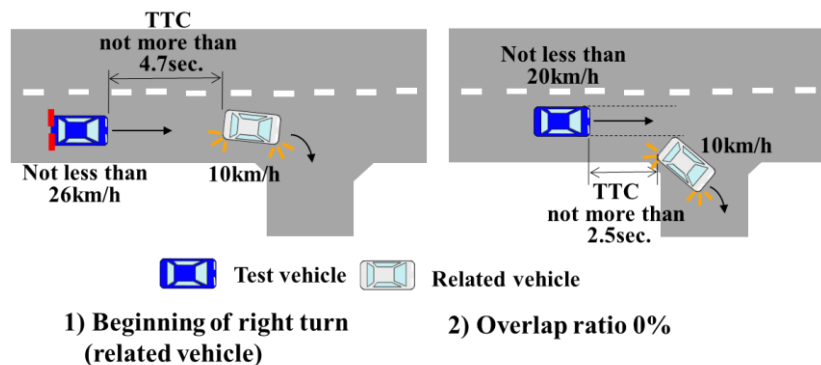 TTC
not more than
4.7sec.
Not less than
26km/h
10km/h
Not less than
20km/h
10km/h
TTC
not more than
2.5sec.
Test vehicle
Related vehicle
1) Beginning of right turn
(related vehicle)
2) Overlap ratio 0%